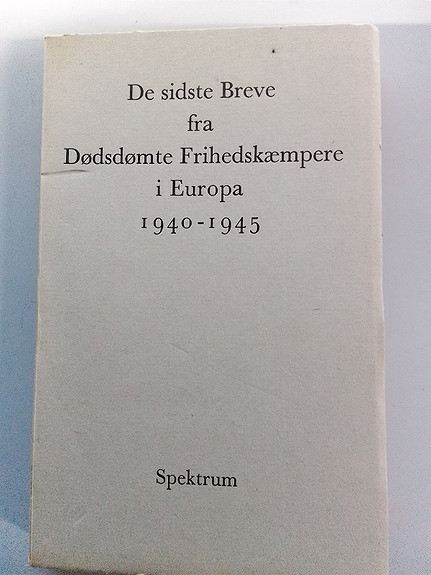 De sidste Breve
fra
Dødsdømte Frihedskæmpere
i Europa
1940-1945
Spektrum